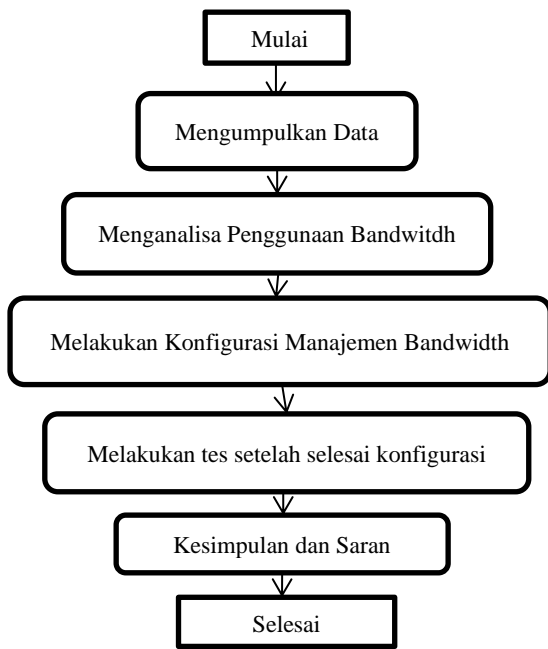 Mulai
Mengumpulkan Data
Menganalisa Penggunaan Bandwitdh
Melakukan Konfigurasi Manajemen Bandwidth
Melakukan tes setelah selesai konfigurasi
Kesimpulan dan Saran
Selesai